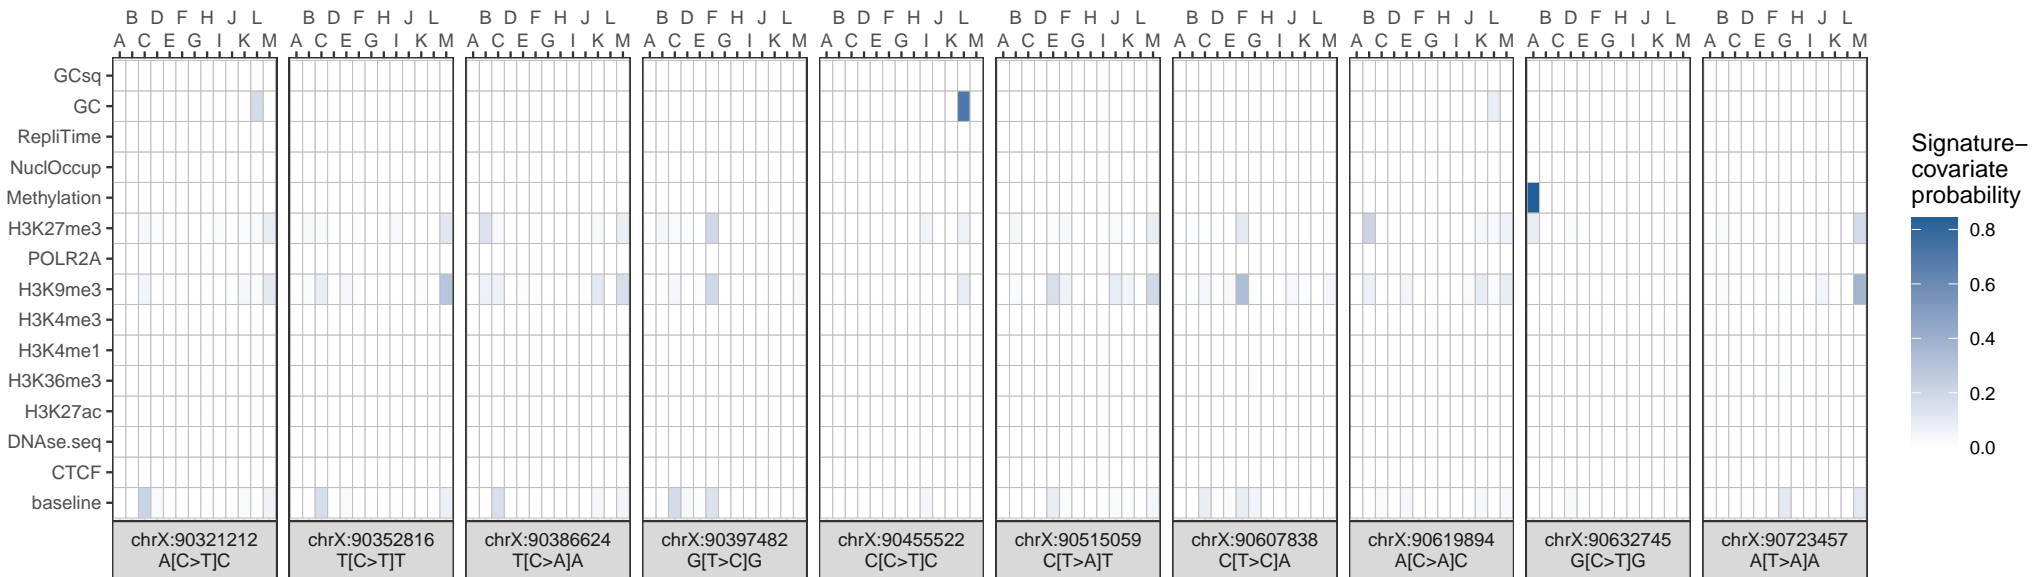 B D F H J L B D F H J L B D F H J L B D F H J L B D F H J L B D F H J L B D F H J L B D F H J L B D F H J L B D F H J L
A C E G I K M A C E G I K M A C E G I K M A C E G I K M A C E G I K M A C E G I K M A C E G I K M A C E G I K M A C E G I K M A C E G I K M
GCsq
GC
RepliTime
NuclOccup
Methylation
H3K27me3
POLR2A
H3K9me3
H3K4me3
H3K4me1
H3K36me3
H3K27ac
DNAse.seq
CTCF
baseline
chrX:90321212
A[C>T]C
chrX:90352816
T[C>T]T
chrX:90386624
T[C>A]A
chrX:90397482
G[T>C]G
chrX:90455522
C[C>T]C
chrX:90515059
C[T>A]T
chrX:90607838
C[T>C]A
chrX:90619894
A[C>A]C
chrX:90632745
G[C>T]G
chrX:90723457
A[T>A]A
Signature−
covariate
probability
0.8
0.6
0.4
0.2
0.0